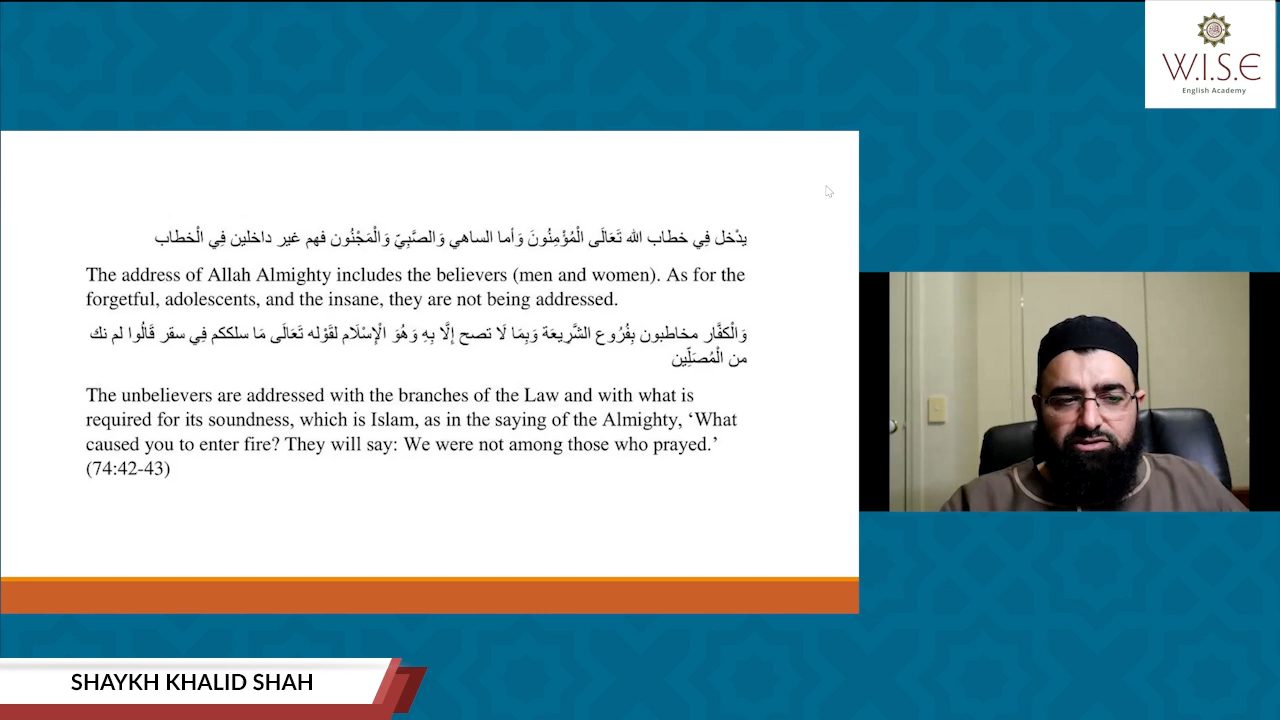 W.I.S.E
English Academy
يدْخل فِي خطاب الله تَعَالَى الْمُؤْمِنُونَ وَأما الساهي وَالصَّبِيّ وَالْمَجْنُون فهم غير داخلين فِي الْخطاب
The address of Allah Almighty includes the believers (men and women). As for the
forgetful, adolescents, and the insane, they are not being addressed.
وَالْكفَّار مخاطبون بِفُرُوع الشَّرِيعَة وَبِمَا لَا تصح إِلَّا بِهِ وَهُوَ الْإِسْلَام لقَوْله تَعَالَى مَا سلككم فِي سقر قَالُوا لم نك
من الْمُصَلِّين
The unbelievers are addressed with the branches of the Law and with what is
required for its soundness, which is Islam, as in the saying of the Almighty, ‘What
caused you to enter fire? They will say: We were not among those who prayed.’
(74:42-43)
SHAYKH KHALID SHAH